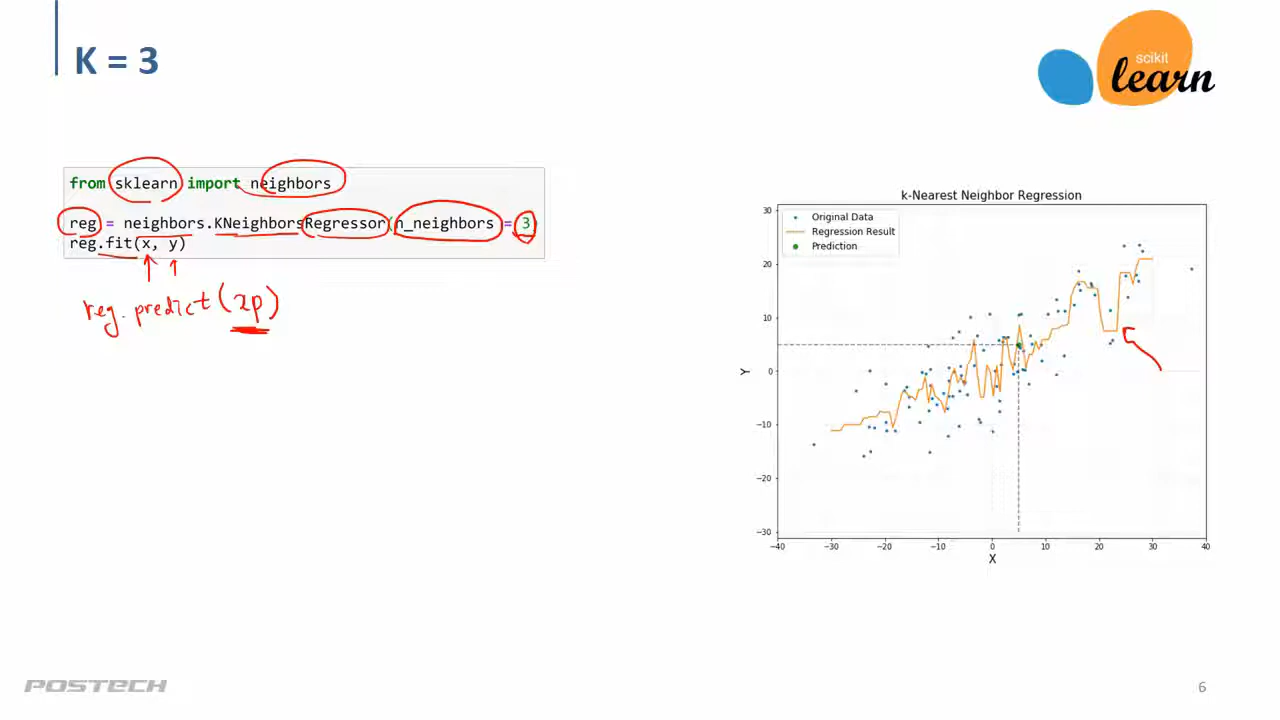 K = 3
scikit
learn
from sklearn import neighbors
reg = neighbors.KNeighborsRegressor(n_neighbors = 3
reg.fit(x, y)
reg. predict (xp)
k-Nearest Neighbor Regression
Original Data
Regression Result
Prediction
30
20
10
0
−10
−20
−30
Y
−40 −30 −20 −10 0 10 20 30 40
X
POSTECH
6